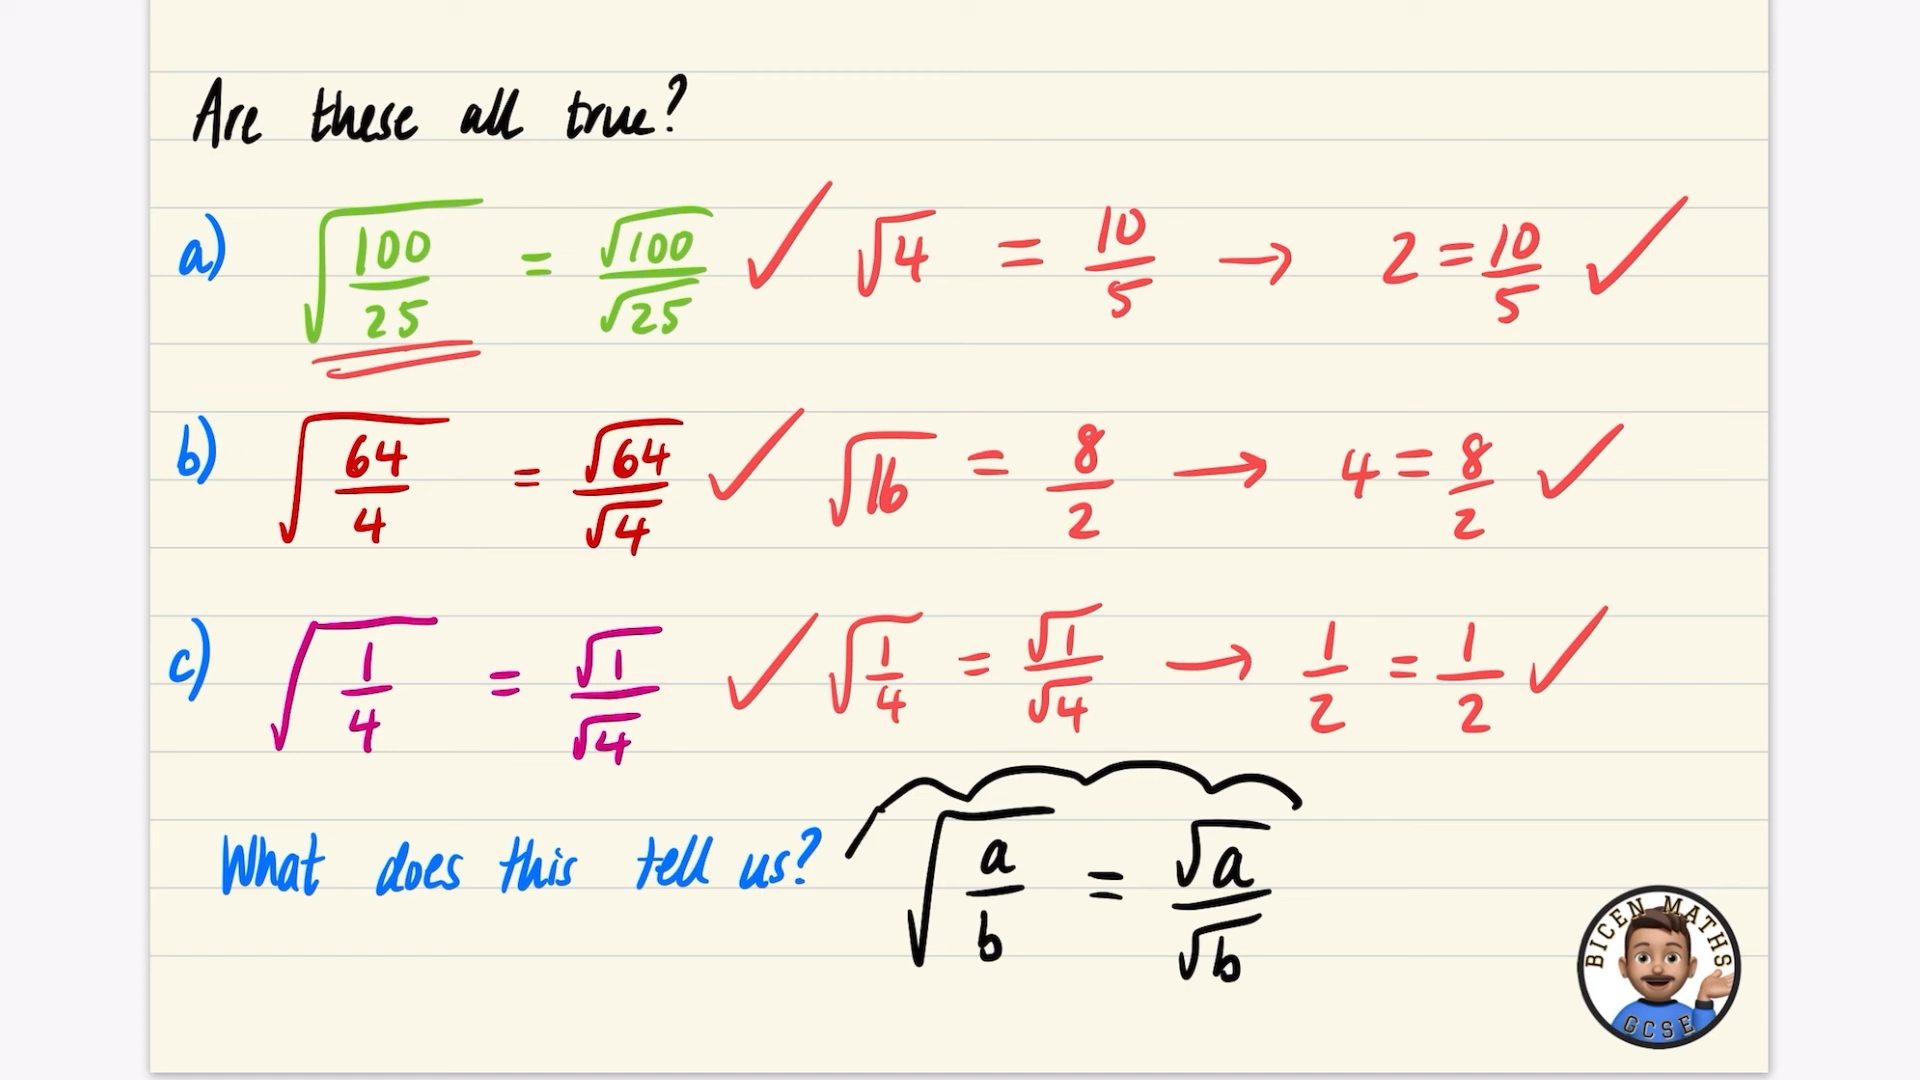 Are these all true?
a) √(100/25) = √100/√25 ✓ √4 = 10/5 → 2 = 10/5 ✓
b) √(64/4) = √64/√4 ✓ √16 = 8/2 → 4 = 8/2 ✓
c) √(1/4) = √1/√4 ✓ √(1/4) = √1/√4 → 1/2 = 1/2 ✓
What does this tell us? √(a/b) = √a/√b
BICEN MATHS
GCSE